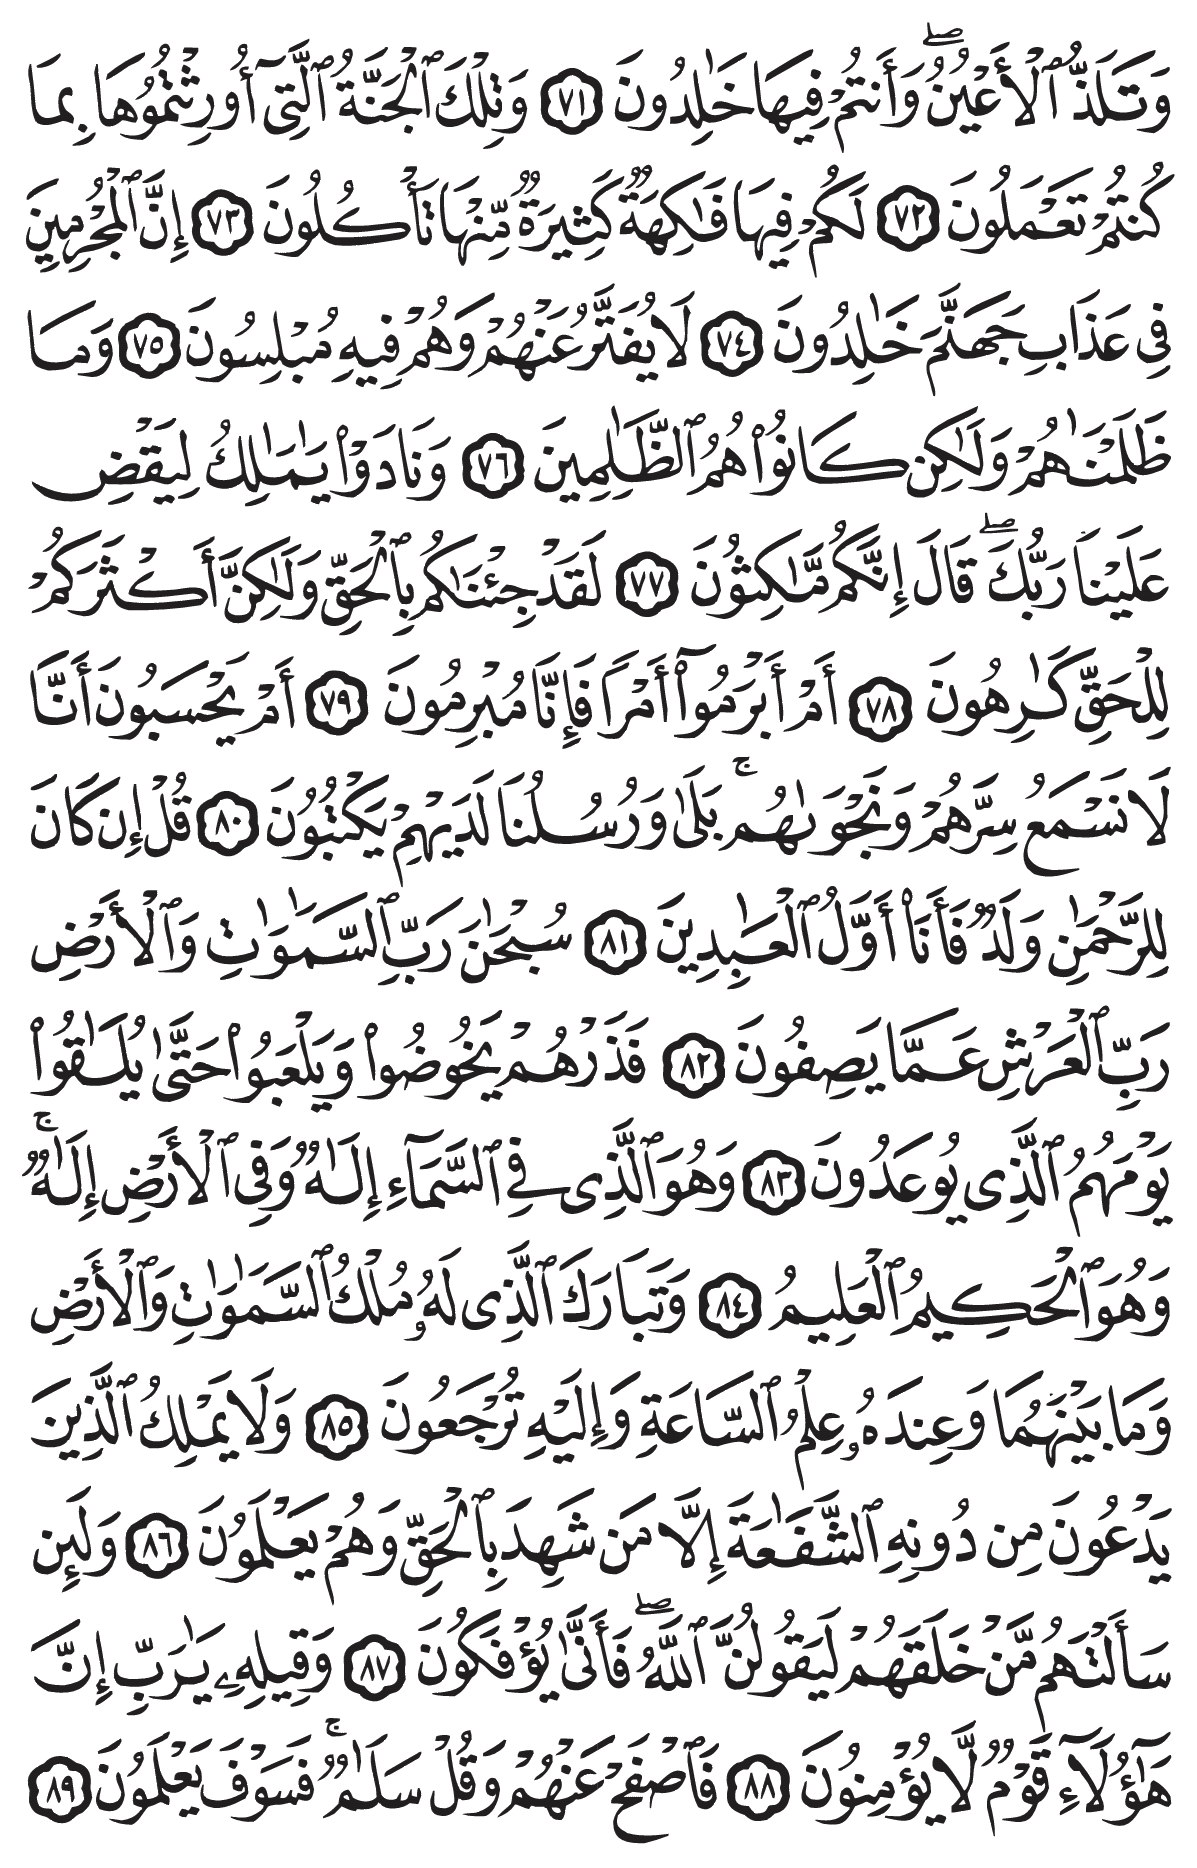 وَتَلَذُّ ٱلْأَعْيُنُ ۖ وَأَنتُمْ فِيهَا خَـٰلِدُونَ ٧١ وَتِلْكَ ٱلْجَنَّةُ ٱلَّتِىٓ أُورِثْتُمُوهَا بِمَا
كُنتُمْ تَعْمَلُونَ ٧٢ لَكُمْ فِيهَا فَـٰكِهَةٌ كَثِيرَةٌ مِّنْهَا تَأْكُلُونَ ٧٣ إِنَّ ٱلْمُجْرِمِينَ
فِى عَذَابِ جَهَنَّمَ خَـٰلِدُونَ ٧٤ لَا يُفَتَّرُ عَنْهُمْ وَهُمْ فِيهِ مُبْلِسُونَ ٧٥ وَمَا
ظَلَمْنَـٰهُمْ وَلَـٰكِن كَانُوا۟ هُمُ ٱلظَّـٰلِمِينَ ٧٦ وَنَادَوْا۟ يَـٰمَـٰلِكُ لِيَقْضِ
عَلَيْنَا رَبُّكَ ۖ قَالَ إِنَّكُم مَّـٰكِثُونَ ٧٧ لَقَدْ جِئْنَـٰكُم بِٱلْحَقِّ وَلَـٰكِنَّ أَكْثَرَكُمْ
لِلْحَقِّ كَـٰرِهُونَ ٧٨ أَمْ أَبْرَمُوٓا۟ أَمْرًا فَإِنَّا مُبْرِمُونَ ٧٩ أَمْ يَحْسَبُونَ أَنَّا
لَا نَسْمَعُ سِرَّهُمْ وَنَجْوَىٰهُم ۚ بَلَىٰ وَرُسُلُنَا لَدَيْهِمْ يَكْتُبُونَ ٨٠ قُلْ إِن كَانَ
لِلرَّحْمَـٰنِ وَلَدٌ فَأَنَا۠ أَوَّلُ ٱلْعَـٰبِدِينَ ٨١ سُبْحَـٰنَ رَبِّ ٱلسَّمَـٰوَٰتِ وَٱلْأَرْضِ
رَبِّ ٱلْعَرْشِ عَمَّا يَصِفُونَ ٨٢ فَذَرْهُمْ يَخُوضُوا۟ وَيَلْعَبُوا۟ حَتَّىٰ يُلَـٰقُوا۟
يَوْمَهُمُ ٱلَّذِى يُوعَدُونَ ٨٣ وَهُوَ ٱلَّذِى فِى ٱلسَّمَآءِ إِلَـٰهٌ وَفِى ٱلْأَرْضِ إِلَـٰهٌ ۚ
وَهُوَ ٱلْحَكِيمُ ٱلْعَلِيمُ ٨٤ وَتَبَارَكَ ٱلَّذِى لَهُۥ مُلْكُ ٱلسَّمَـٰوَٰتِ وَٱلْأَرْضِ
وَمَا بَيْنَهُمَا وَعِندَهُۥ عِلْمُ ٱلسَّاعَةِ وَإِلَيْهِ تُرْجَعُونَ ٨٥ وَلَا يَمْلِكُ ٱلَّذِينَ
يَدْعُونَ مِن دُونِهِ ٱلشَّفَـٰعَةَ إِلَّا مَن شَهِدَ بِٱلْحَقِّ وَهُمْ يَعْلَمُونَ ٨٦ وَلَئِن
سَأَلْتَهُم مَّنْ خَلَقَهُمْ لَيَقُولُنَّ ٱللَّهُ ۖ فَأَنَّىٰ يُؤْفَكُونَ ٨٧ وَقِيلِهِۦ يَـٰرَبِّ إِنَّ
هَـٰٓؤُلَآءِ قَوْمٌ لَّا يُؤْمِنُونَ ٨٨ فَٱصْفَحْ عَنْهُمْ وَقُلْ سَلَـٰمٌ ۚ فَسَوْفَ يَعْلَمُونَ ٨٩